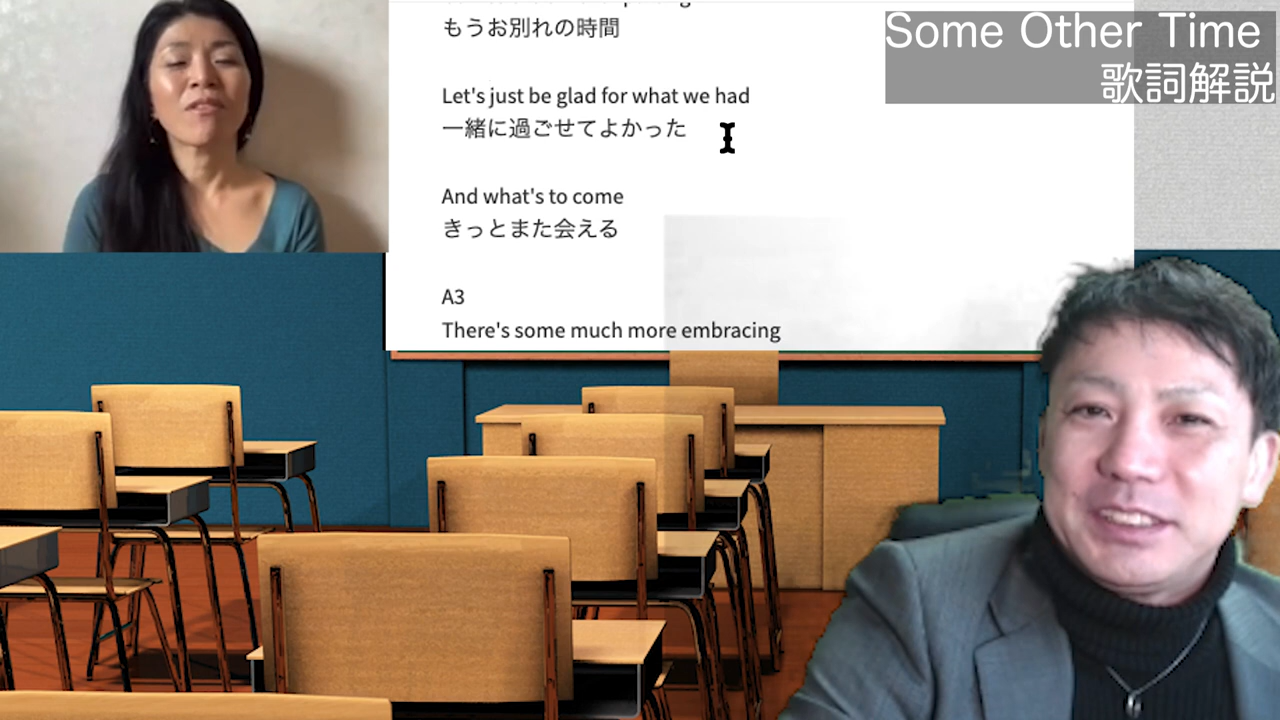 もうお別れの時間
Let's just be glad for what we had
一緒に過ごせてよかった
And what's to come
きっとまた会える
A3
There's some much more embracing
Some Other Time
歌詞解説